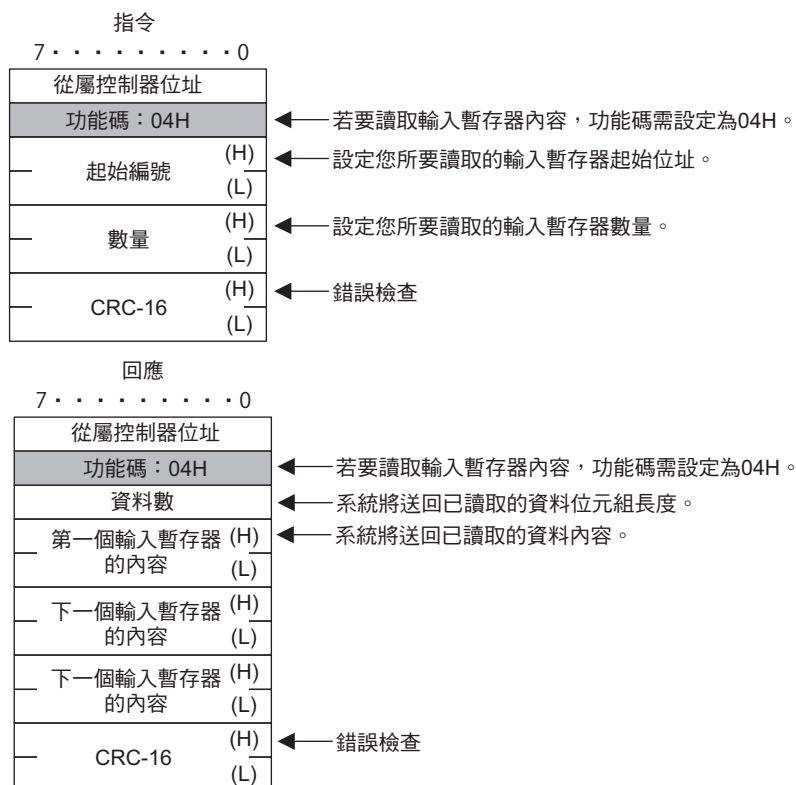 指令
7・・・・・・・・・0
從屬控制器位址
功能碼：04H
若要讀取輸入暫存器內容，功能碼需設定為04H。
起始編號
(H)
(L)
設定您所要讀取的輸入暫存器起始位址。
數量
(H)
(L)
設定您所要讀取的輸入暫存器數量。
CRC-16
(H)
(L)
錯誤檢查
回應
7・・・・・・・・・0
從屬控制器位址
功能碼：04H
若要讀取輸入暫存器內容，功能碼需設定為04H。
資料數
系統將送回已讀取的資料位元組長度。
第一個輸入暫存器 (H)
的內容 (L)
系統將送回已讀取的資料內容。
下一個輸入暫存器 (H)
的內容 (L)
下一個輸入暫存器 (H)
的內容 (L)
CRC-16
(H)
(L)
錯誤檢查